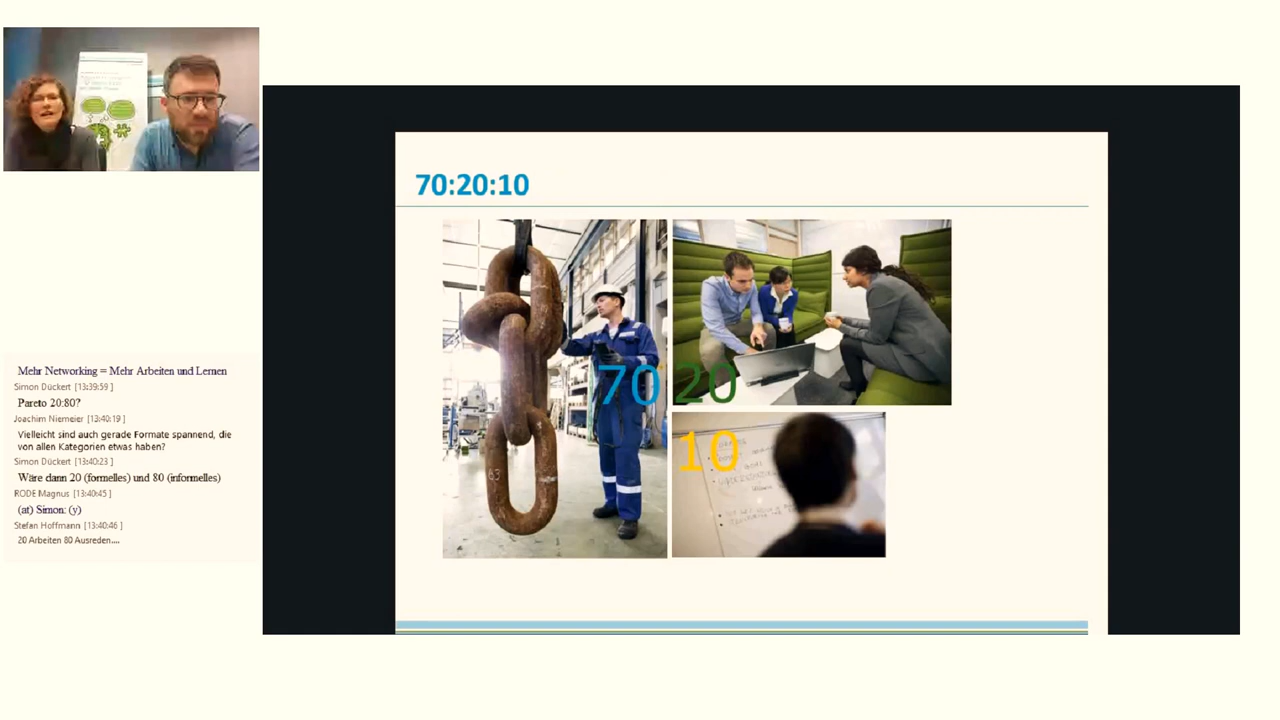 70:20:10
70
20
10
83
Mehr Networking = Mehr Arbeiten und Lernen
Simon Dückert [13:39:59 ]
Pareto 20:80?
Joachim Niemeier [13:40:19 ]
Vielleicht sind auch gerade Formate spannend, die
von allen Kategorien etwas haben?
Simon Dückert [13:40:23 ]
Wäre dann 20 (formelles) und 80 (informelles)
RODE Magnus [13:40:45 ]
(at) Simon: (y)
Stefan Hoffmann [13:40:46 ]
20 Arbeiten 80 Ausreden....